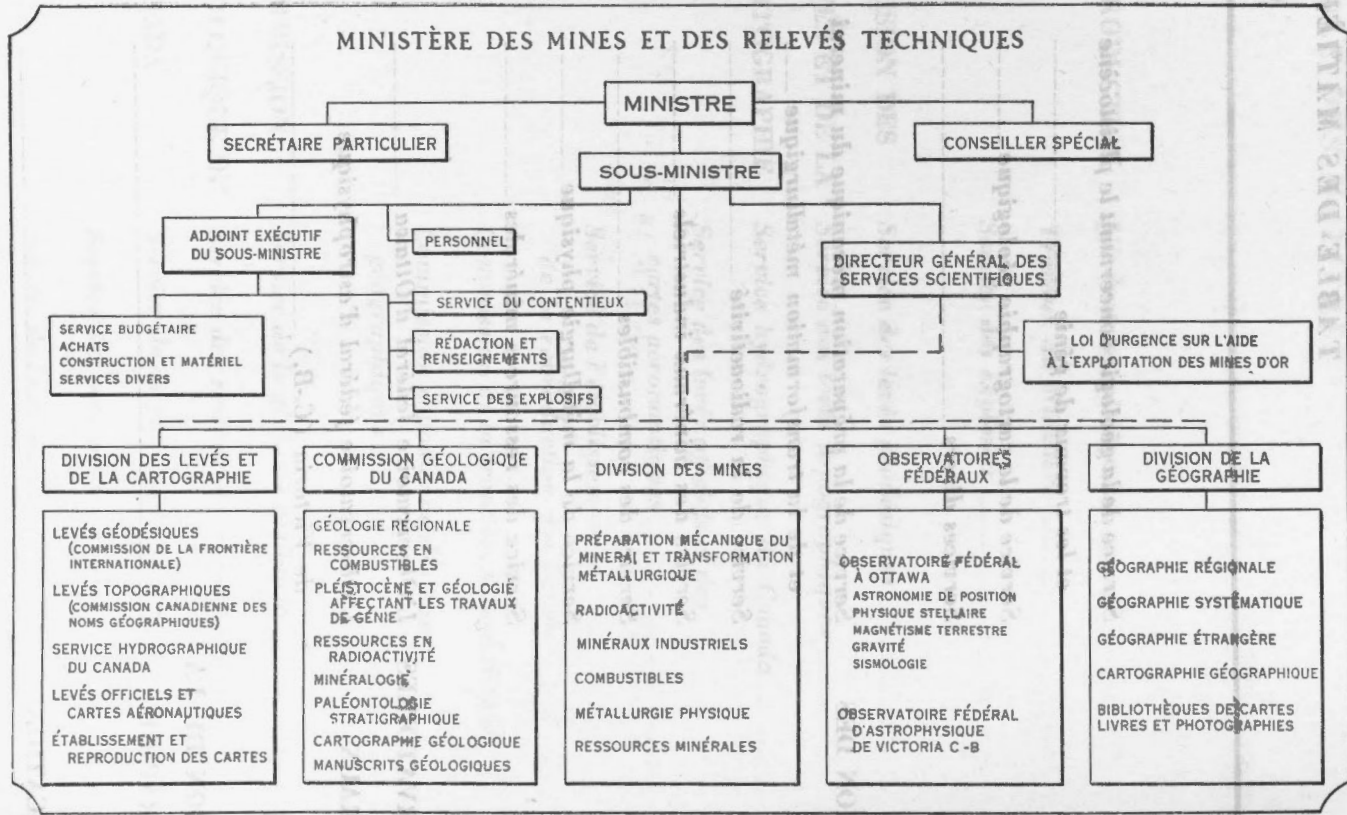 MINISTÈRE DES MINES ET DES RELEVÉS TECHNIQUES
MINISTRE
SECRÉTAIRE PARTICULIER
CONSEILLER SPÉCIAL
SOUS-MINISTRE
ADJOINT EXÉCUTIF
DU SOUS-MINISTRE
PERSONNEL
DIRECTEUR GÉNÉRAL DES
SERVICES SCIENTIFIQUES
SERVICE DU CONTENTIEUX
SERVICE BUDGÉTAIRE
ACHATS
CONSTRUCTION ET MATÉRIEL
SERVICES DIVERS
RÉDACTION ET
RENSEIGNEMENTS
LOI D'URGENCE SUR L'AIDE
À L'EXPLOITATION DES MINES D'OR
SERVICE DES EXPLOSIFS
DIVISION DES LEVÉS ET
DE LA CARTOGRAPHIE
LEVÉS GÉODÉSIQUES
(COMMISSION DE LA FRONTIÈRE
INTERNATIONALE)
LEVÉS TOPOGRAPHIQUES
(COMMISSION CANADIENNE DES
NOMS GÉOGRAPHIQUES)
SERVICE HYDROGRAPHIQUE
DU CANADA
LEVÉS OFFICIELS ET
CARTES AÉRONAUTIQUES
ÉTABLISSEMENT ET
REPRODUCTION DES CARTES
COMMISSION GÉOLOGIQUE
DU CANADA
GÉOLOGIE RÉGIONALE
RESSOURCES EN
COMBUSTIBLES
PLÉISTOCÈNE ET GÉOLOGIE
AFFECTANT LES TRAVAUX
DE GÉNIE
RESSOURCES EN
RADIOACTIVITÉ
MINÉRALOGIE
PALÉONTOLOGIE
STRATIGRAPHIQUE
CARTOGRAPHIE GÉOLOGIQUE
MANUSCRITS GÉOLOGIQUES
DIVISION DES MINES
PRÉPARATION MÉCANIQUE DU
MINERAI ET TRANSFORMATION
MÉTALLURGIQUE
RADIOACTIVITÉ
MINÉRAUX INDUSTRIELS
COMBUSTIBLES
MÉTALLURGIE PHYSIQUE
RESSOURCES MINÉRALES
OBSERVATOIRES
FÉDÉRAUX
OBSERVATOIRE FÉDÉRAL
À OTTAWA
ASTRONOMIE DE POSITION
PHYSIQUE STELLAIRE
MAGNÉTISME TERRESTRE
GRAVITÉ
SISMOLOGIE
OBSERVATOIRE FÉDÉRAL
D'ASTROPHYSIQUE
DE VICTORIA C-B
DIVISION DE LA
GÉOGRAPHIE
GÉOGRAPHIE RÉGIONALE
GÉOGRAPHIE SYSTÉMATIQUE
GÉOGRAPHIE ÉTRANGÈRE
CARTOGRAPHIE GÉOGRAPHIQUE
BIBLIOTHÈQUES DE CARTES
LIVRES ET PHOTOGRAPHIES